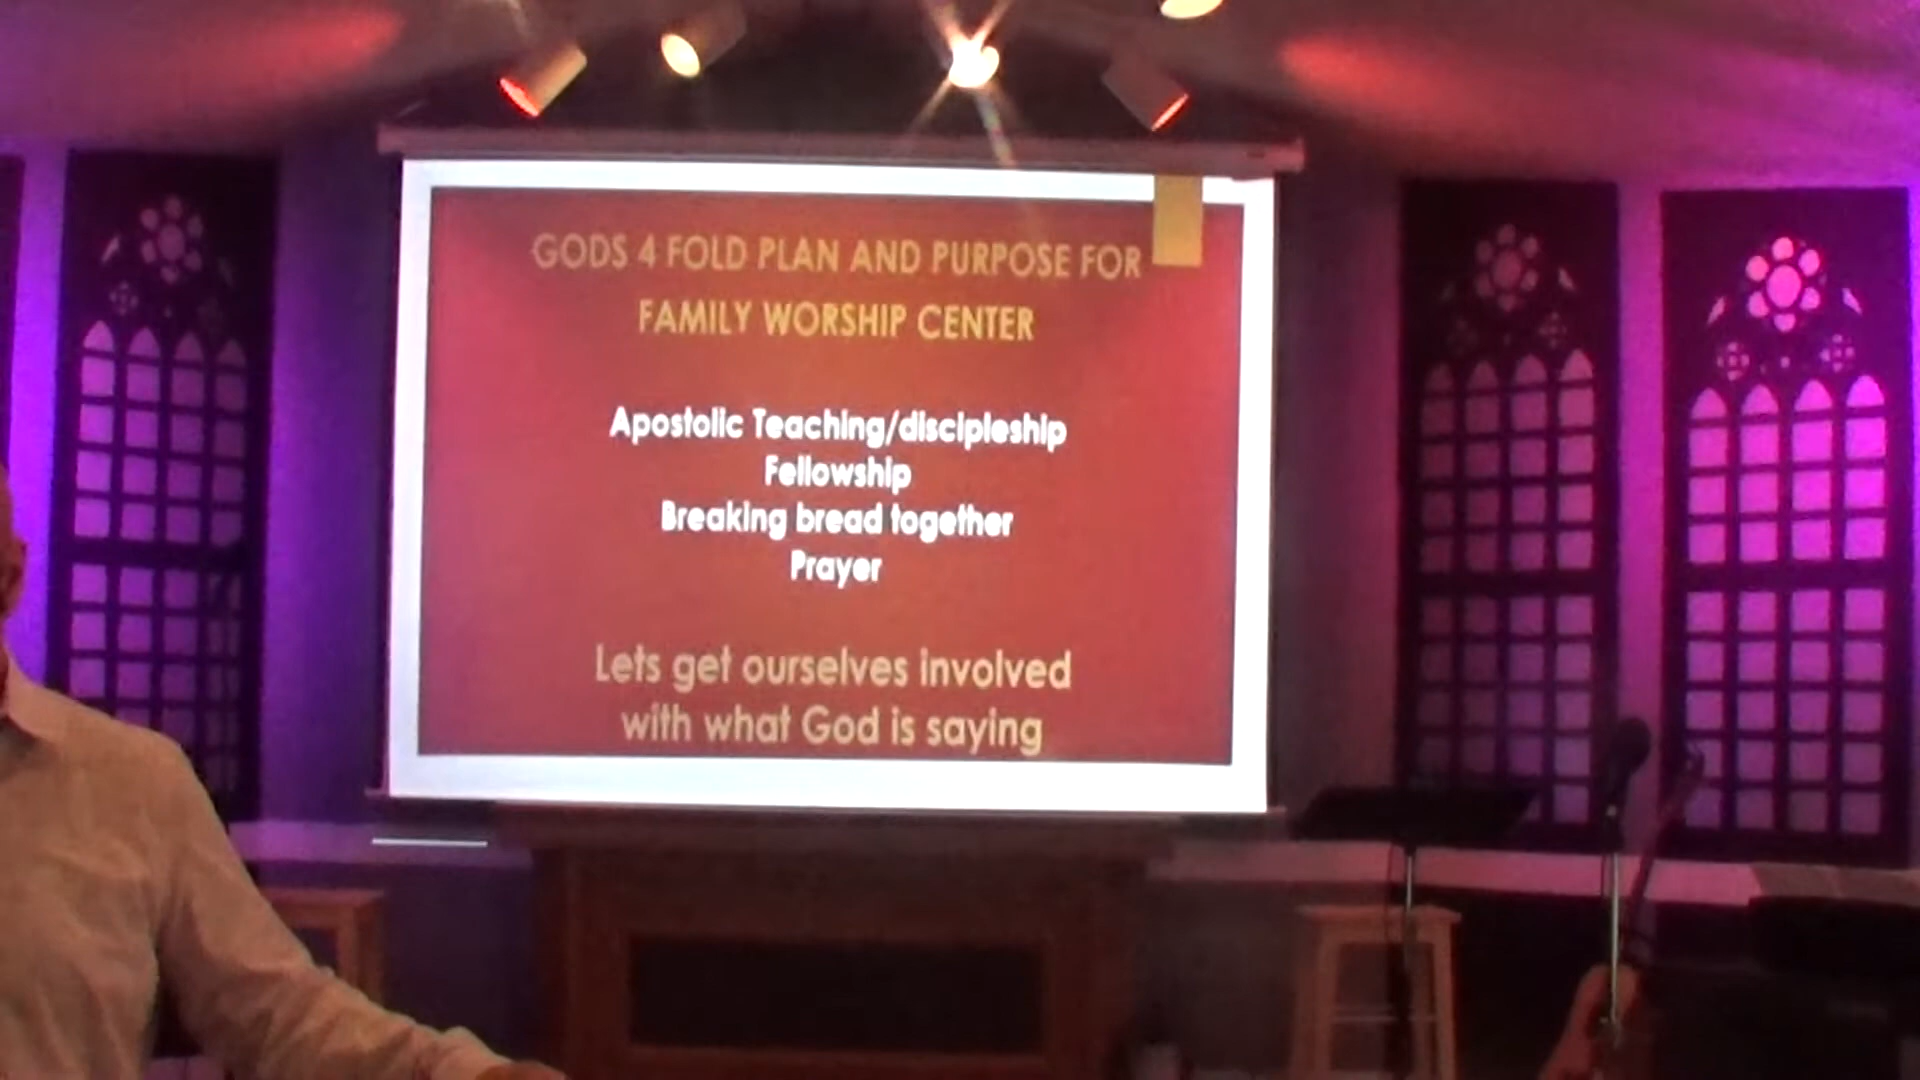 GODS 4 FOLD PLAN AND PURPOSE FOR
FAMILY WORSHIP CENTER
Apostolic Teaching/discipleship
Fellowship
Breaking bread together
Prayer
Lets get ourselves involved
with what God is saying